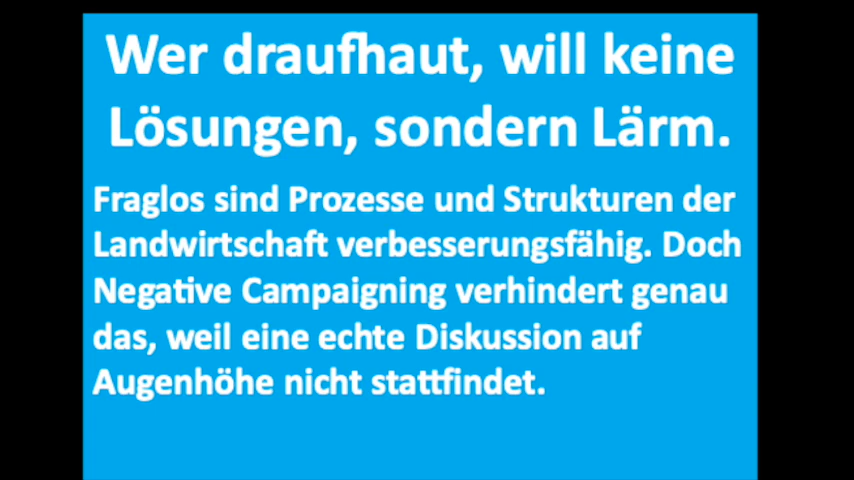 Wer draufhaut, will keine
Lösungen, sondern Lärm.
Fraglos sind Prozesse und Strukturen der
Landwirtschaft verbesserungsfähig. Doch
Negative Campaigning verhindert genau
das, weil eine echte Diskussion auf
Augenhöhe nicht stattfindet.